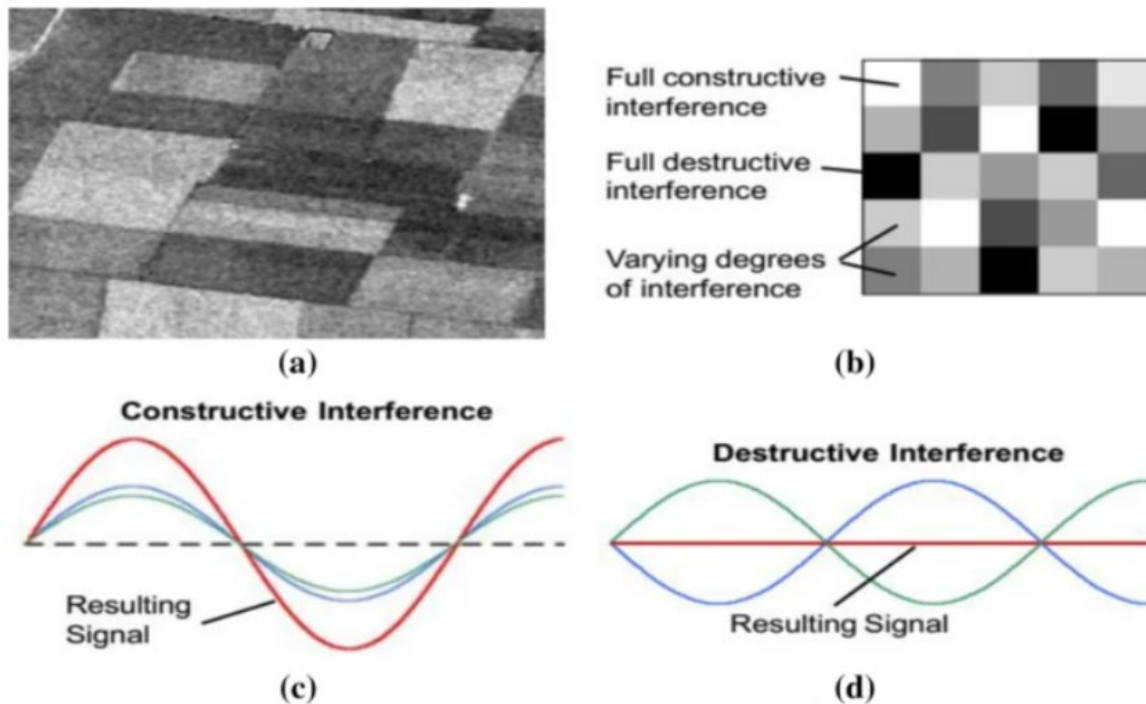 Full constructive
interference
Full destructive
interference
Varying degrees
of interference
(a)
(b)
Constructive Interference
Resulting
Signal
(c)
Destructive Interference
Resulting Signal
(d)